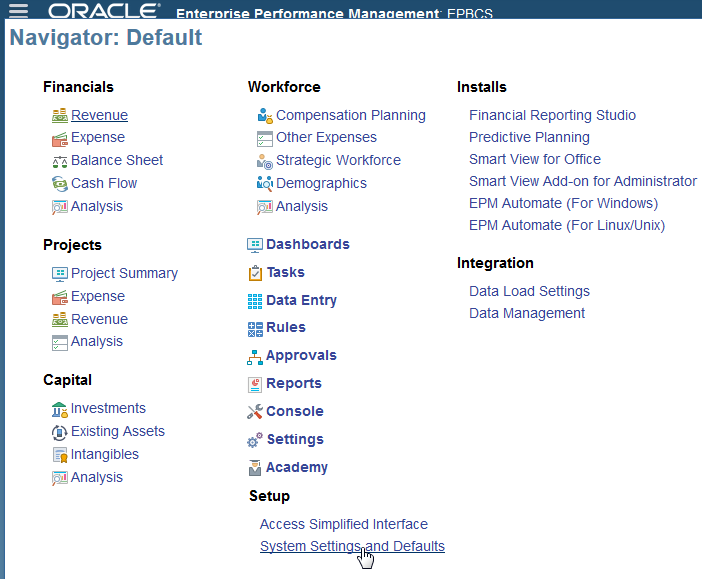 ORACLE® Enterprise Performance Management: EPBCS
Navigator: Default
Financials
Revenue
Expense
Balance Sheet
Cash Flow
Analysis
Projects
Project Summary
Expense
Revenue
Analysis
Capital
Investments
Existing Assets
Intangibles
Analysis
Workforce
Compensation Planning
Other Expenses
Strategic Workforce
Demographics
Analysis
Dashboards
Tasks
Data Entry
Rules
Approvals
Reports
Console
Settings
Academy
Setup
Access Simplified Interface
System Settings and Defaults
Installs
Financial Reporting Studio
Predictive Planning
Smart View for Office
Smart View Add-on for Administrator
EPM Automate (For Windows)
EPM Automate (For Linux/Unix)
Integration
Data Load Settings
Data Management